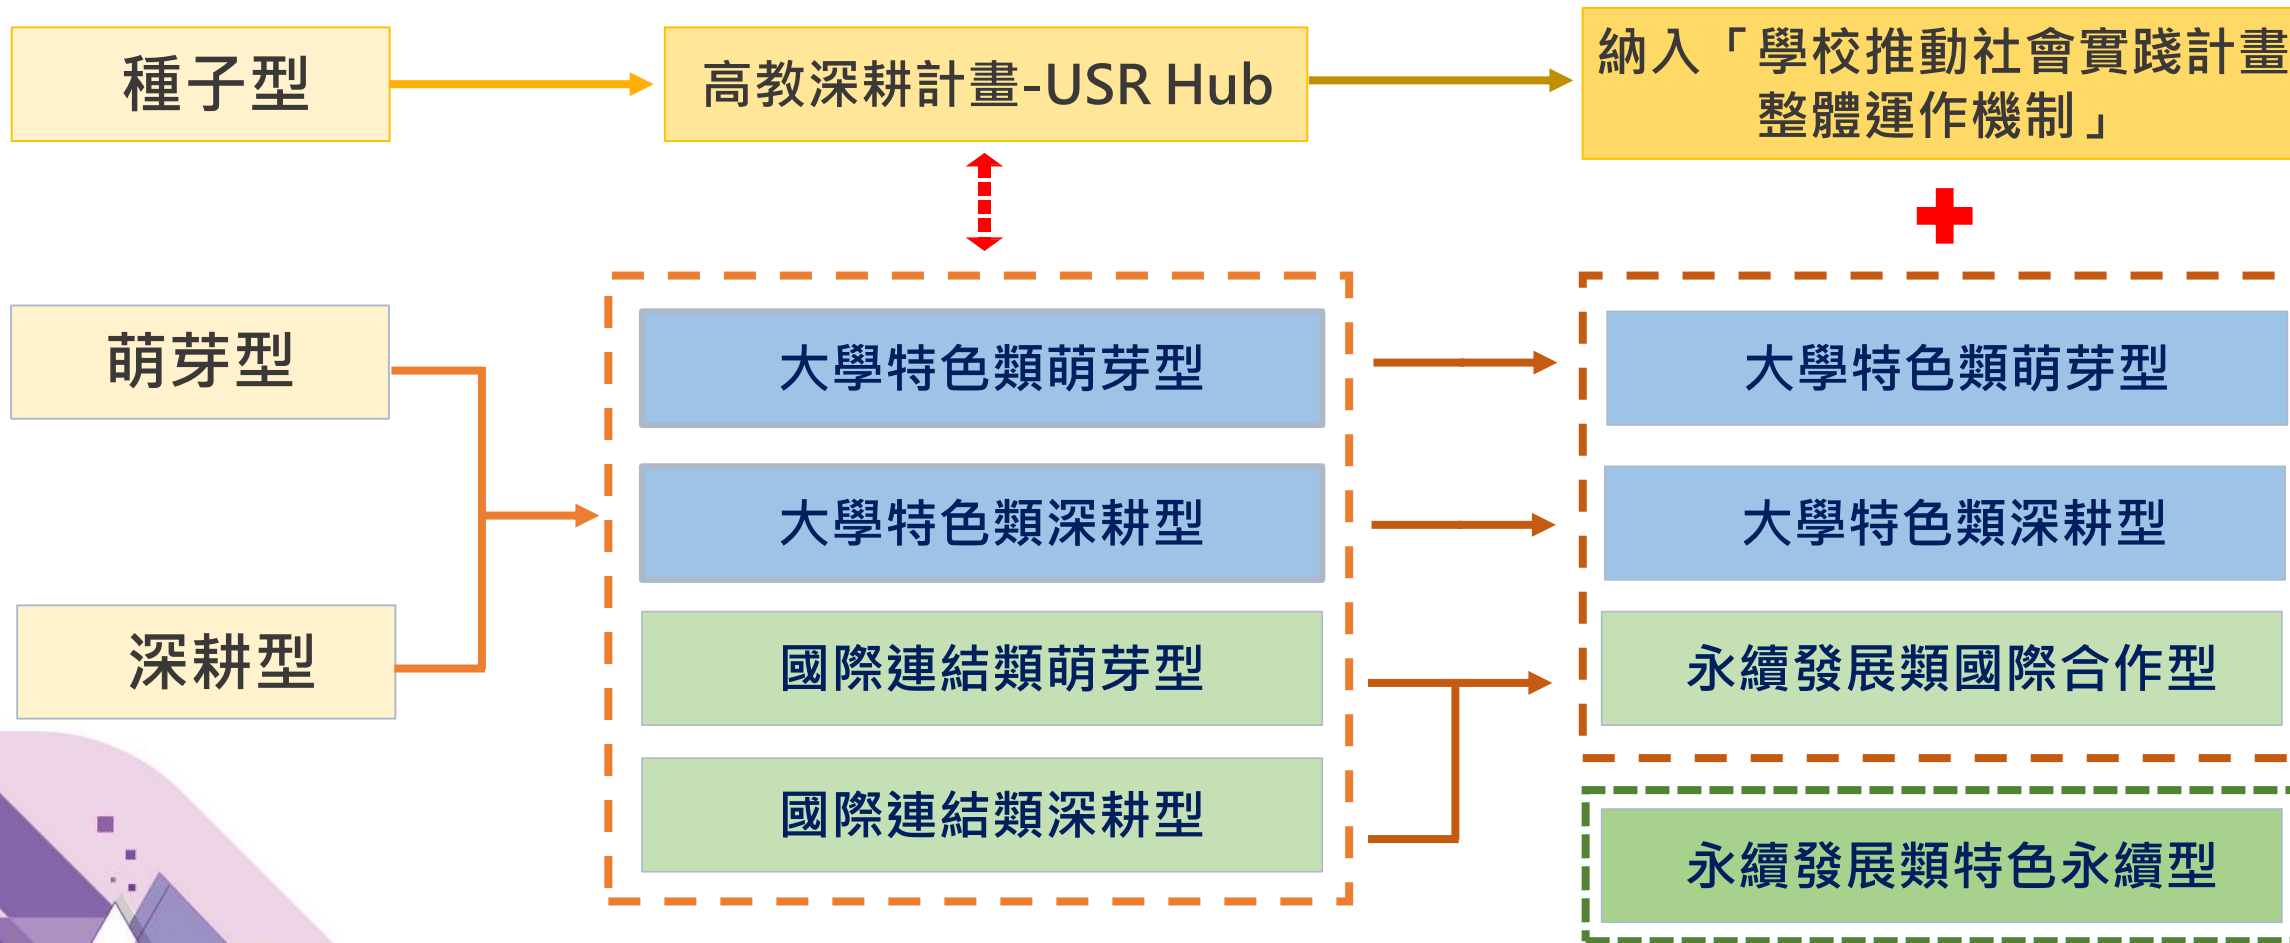 種子型
高教深耕計畫-USR Hub
納入「學校推動社會實踐計畫
整體運作機制」
萌芽型
深耕型
大學特色類萌芽型
大學特色類深耕型
國際連結類萌芽型
國際連結類深耕型
大學特色類萌芽型
大學特色類深耕型
永續發展類國際合作型
永續發展類特色永續型